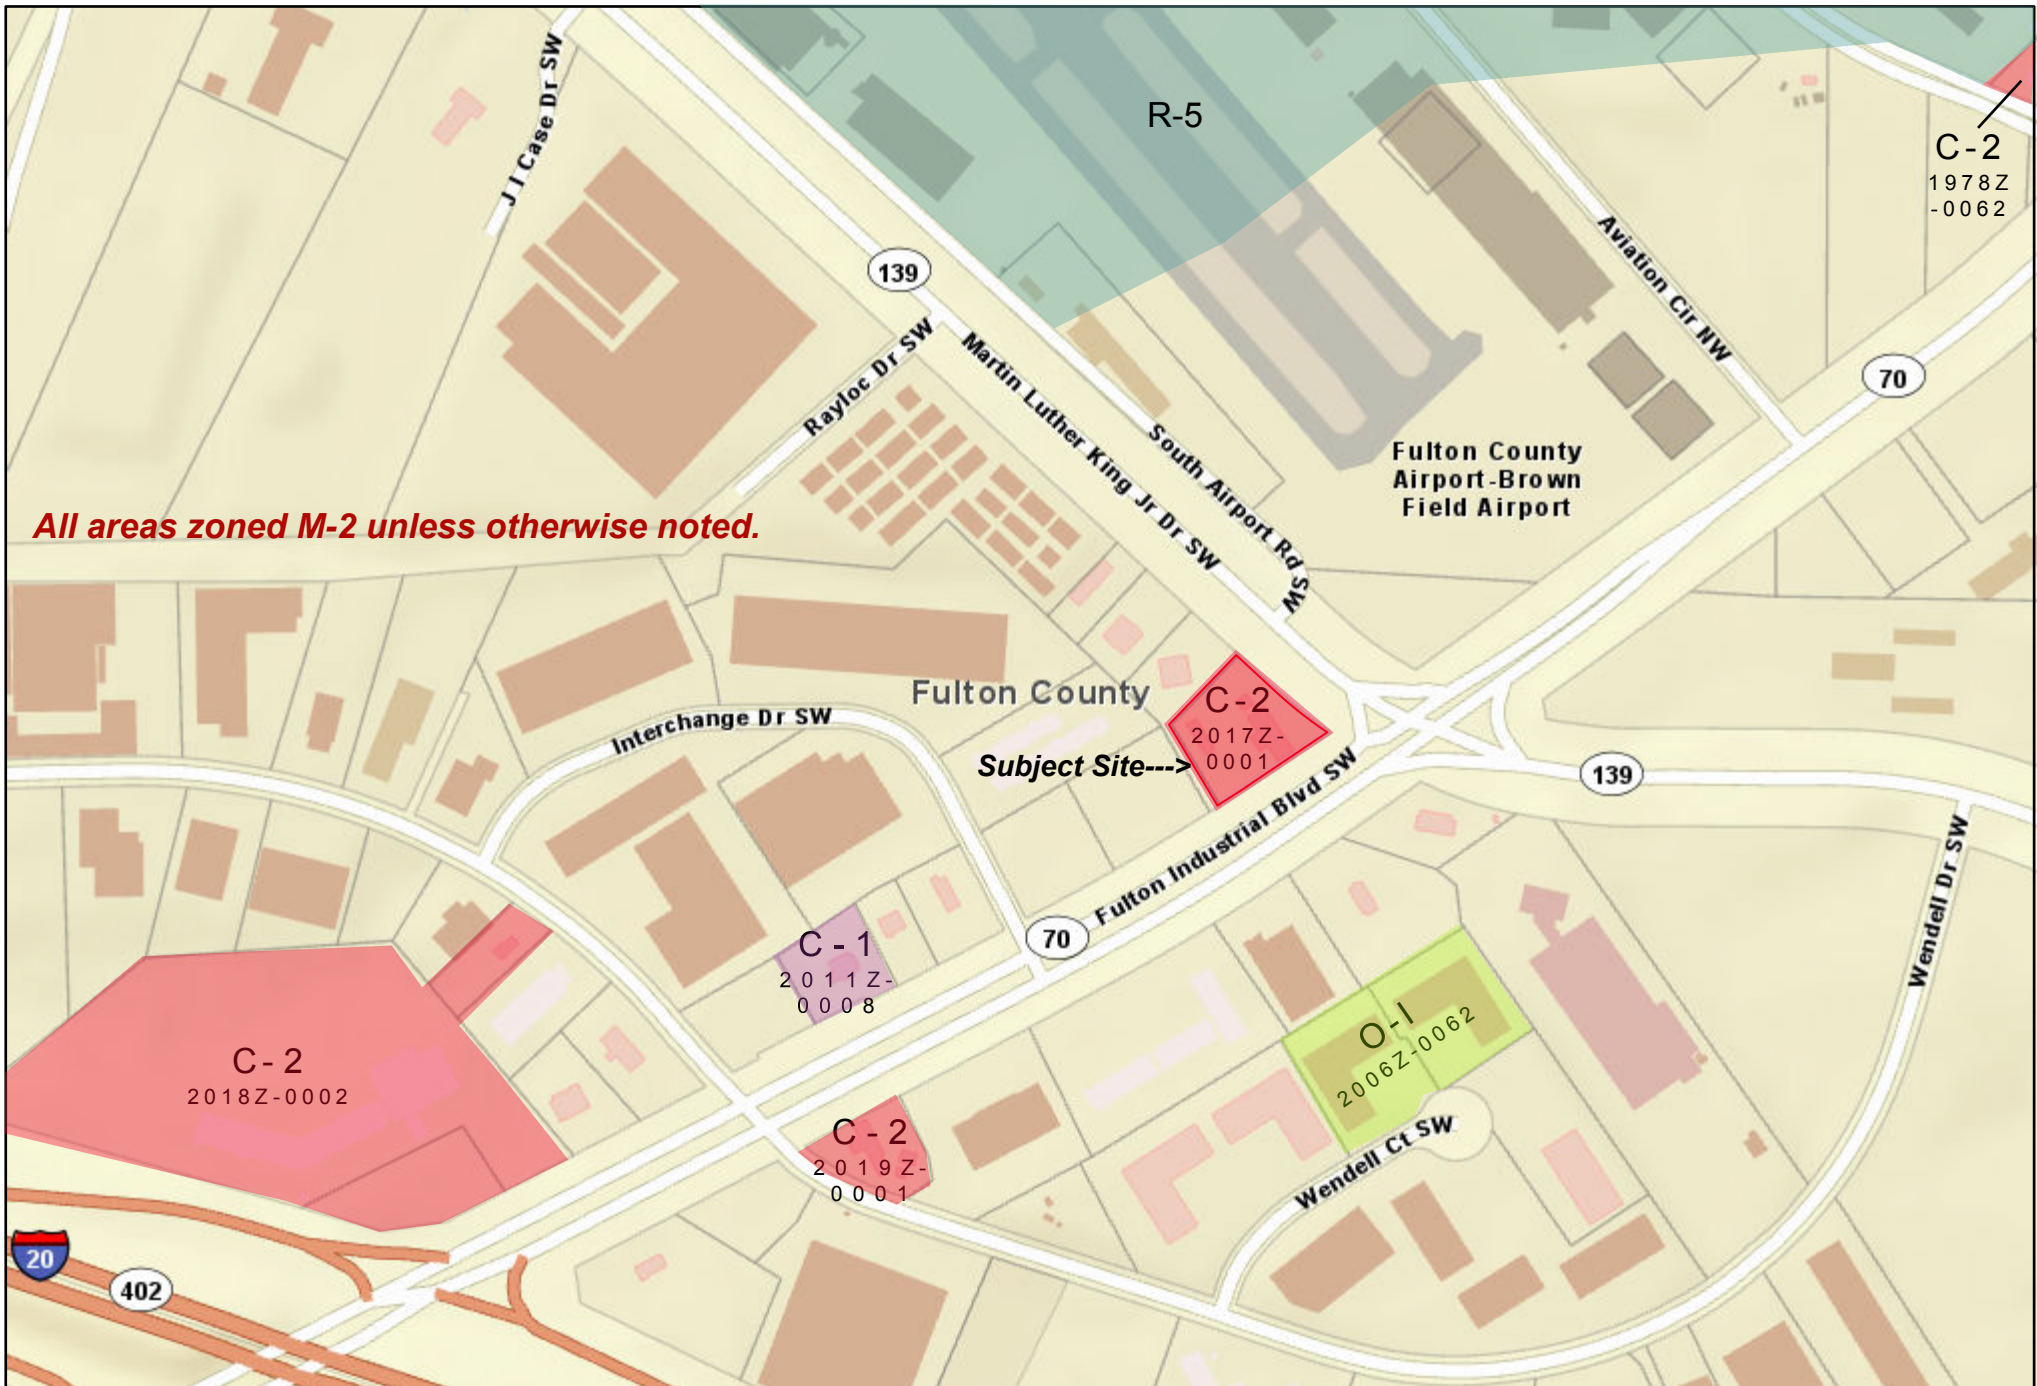 J I Case Dr SW
R-5
C-2
1978Z
-0062
139
Aviation Cir NW
Rayloc Dr SW
Martin Luther King Jr Dr SW
70
South Airport Rd SW
Fulton County
Airport-Brown
Field Airport
All areas zoned M-2 unless otherwise noted.
Fulton County
C-2
2017Z-
0001
Interchange Dr SW
Subject Site--->
139
Fulton Industrial Blvd SW
Wendell Dr SW
C-1
2011Z-
0008
70
O-I
2006Z-0062
C-2
2018Z-0002
C-2
2019Z-
0001
Wendell Ct SW
20
402